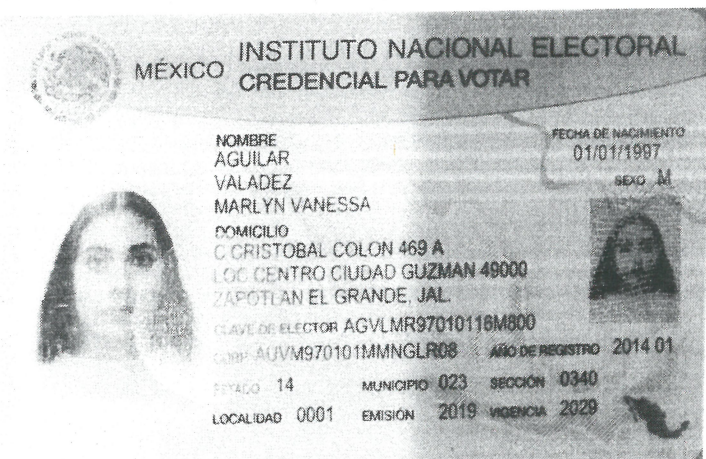 MÉXICO INSTITUTO NACIONAL ELECTORAL
CREDENCIAL PARA VOTAR
NOMBRE
AGUILAR
VALADEZ
MARLYN VANESSA
FECHA DE NACIMIENTO
01/01/1997
SEXO M
DOMICILIO
C CRISTOBAL COLON 469 A
LOC CENTRO CIUDAD GUZMAN 49000
ZAPOTLAN EL GRANDE, JAL.
CLAVE DE ELECTOR AGVLMR97010116M800
CURP AUVM970101MMNGLR08 AÑO DE REGISTRO 2014 01
ESTADO 14 MUNICIPIO 023 SECCIÓN 0340
LOCALIDAD 0001 EMISIÓN 2019 VIGENCIA 2029